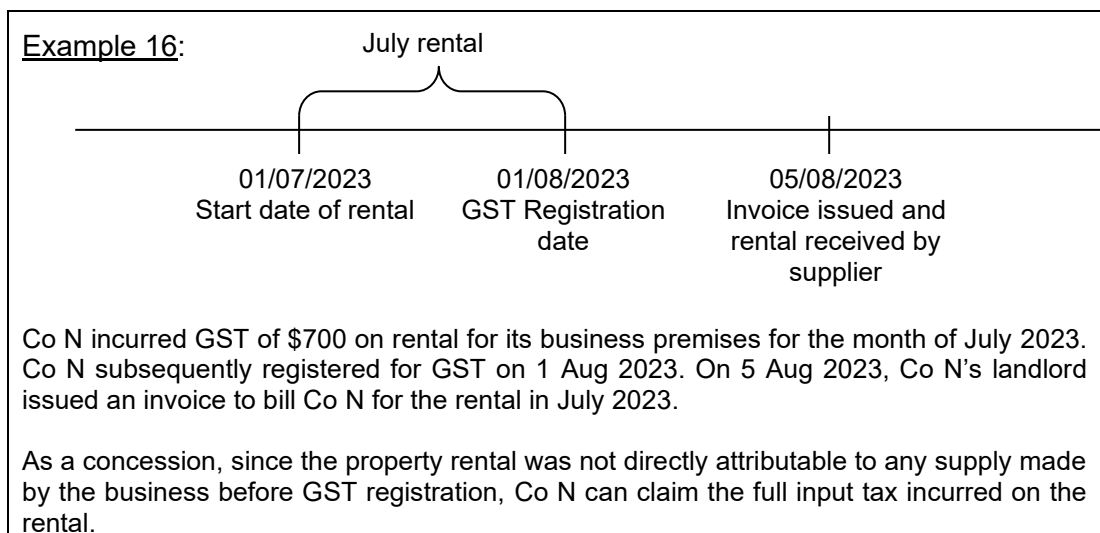 Example 16:
July rental
01/07/2023
Start date of rental
01/08/2023
GST Registration
date
05/08/2023
Invoice issued and
rental received by
supplier
Co N incurred GST of $700 on rental for its business premises for the month of July 2023.
Co N subsequently registered for GST on 1 Aug 2023. On 5 Aug 2023, Co N’s landlord
issued an invoice to bill Co N for the rental in July 2023.
As a concession, since the property rental was not directly attributable to any supply made
by the business before GST registration, Co N can claim the full input tax incurred on the
rental.